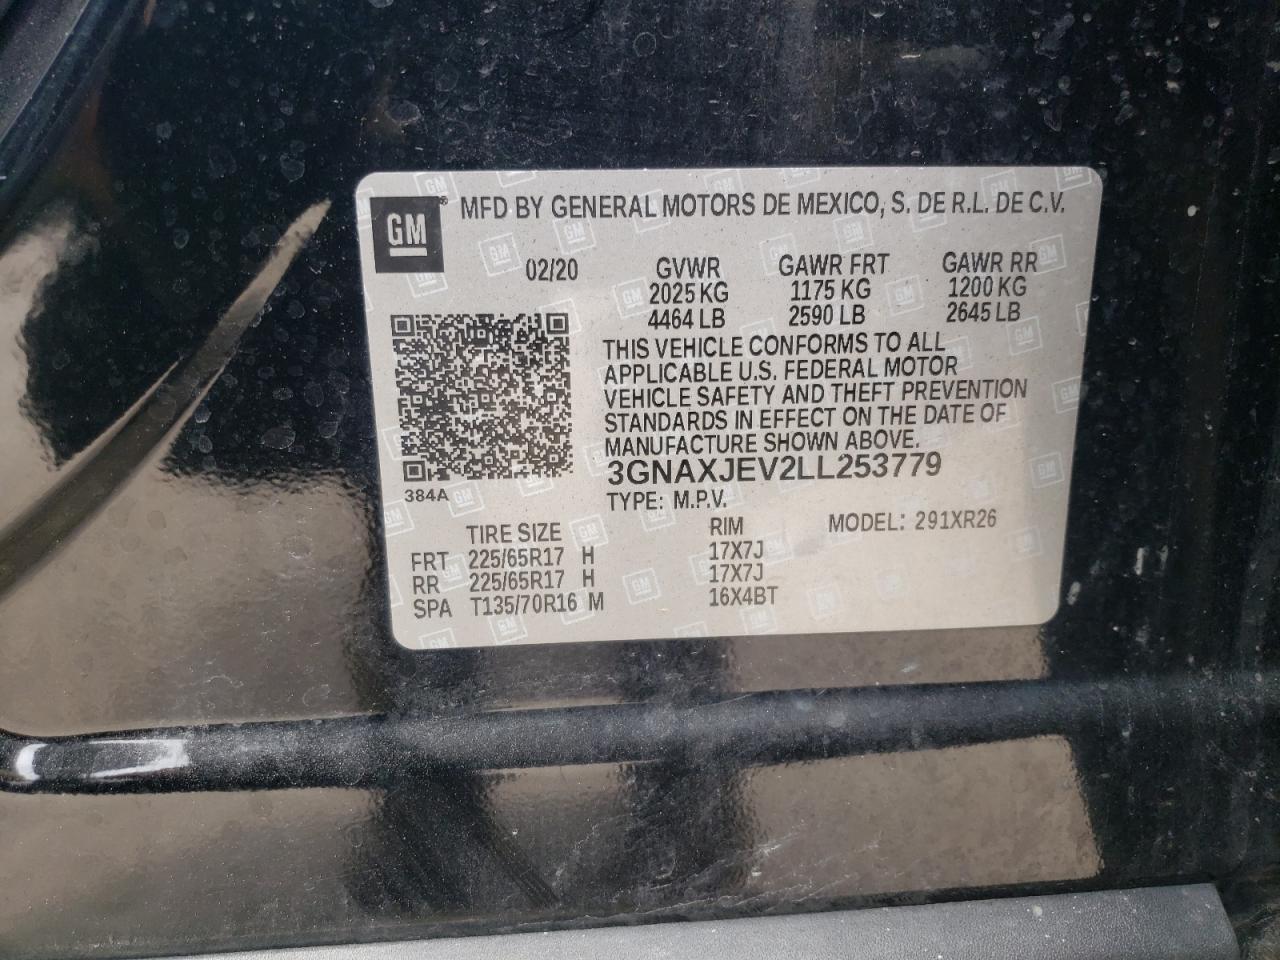 GM ® MFD BY GENERAL MOTORS DE MEXICO, S. DE R.L. DE C.V.
02/20 GVWR GAWR FRT GAWR RR
2025 KG 1175 KG 1200 KG
4464 LB 2590 LB 2645 LB
THIS VEHICLE CONFORMS TO ALL
APPLICABLE U.S. FEDERAL MOTOR
VEHICLE SAFETY AND THEFT PREVENTION
STANDARDS IN EFFECT ON THE DATE OF
MANUFACTURE SHOWN ABOVE.
3GNAXJEV2LL253779
384A
TYPE: M.P.V.
TIRE SIZE RIM MODEL: 291XR26
FRT 225/65R17 H 17X7J
RR 225/65R17 H 17X7J
SPA T135/70R16 M 16X4BT